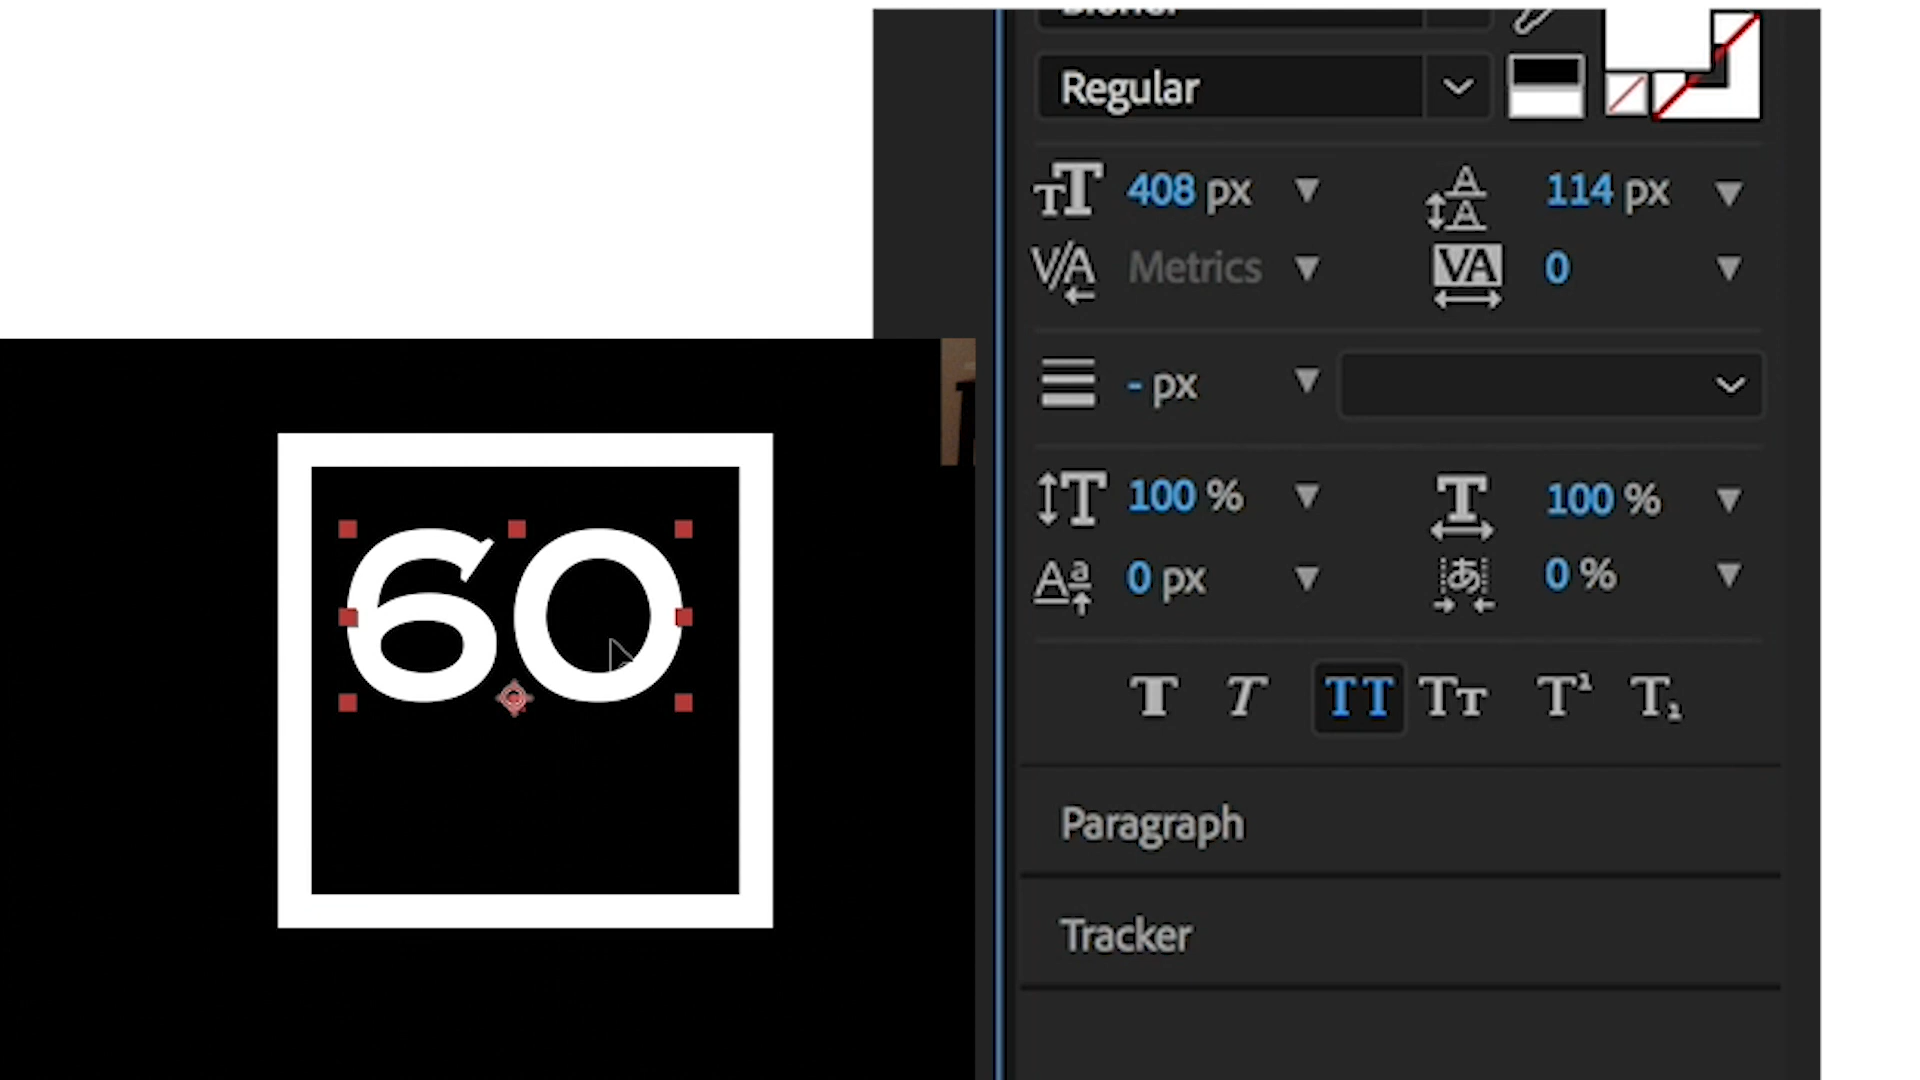 Regular
408 px
114 px
Metrics
0
- px
100 %
100 %
0 px
0 %
60
Paragraph
Tracker